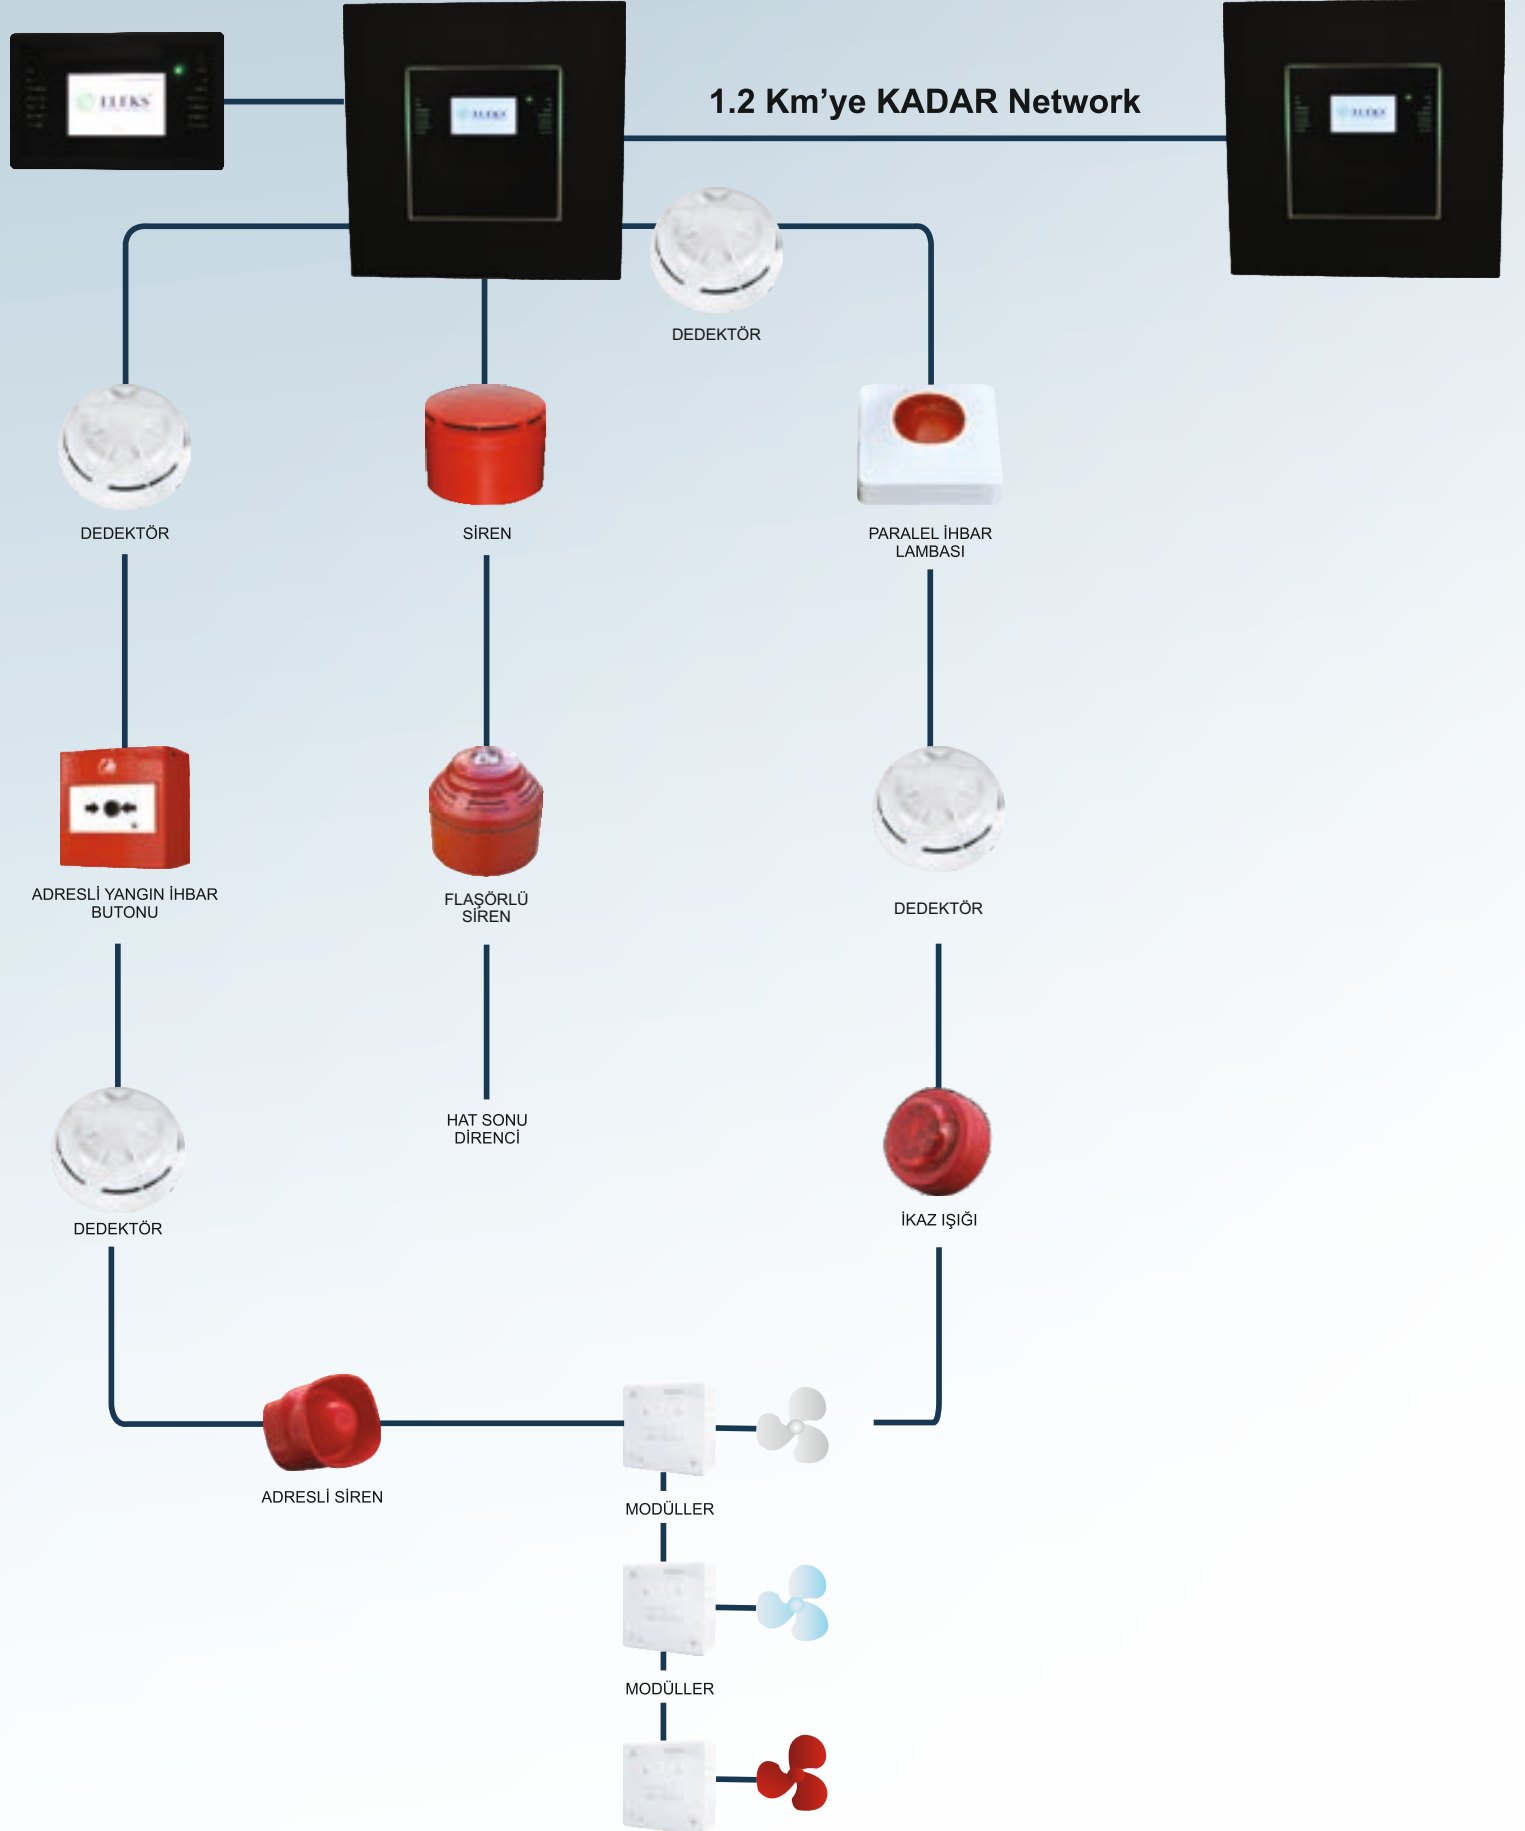 ELEKS
1.2 Km’ye KADAR Network
DEDEKTÖR
DEDEKTÖR
SİREN
PARALEL İHBAR
LAMBASI
ADRESLİ YANGIN İHBAR
BUTONU
FLAŞÖRLÜ
SİREN
DEDEKTÖR
HAT SONU
DİRENCİ
DEDEKTÖR
İKAZ IŞIĞI
ADRESLİ SİREN
MODÜLLER
MODÜLLER